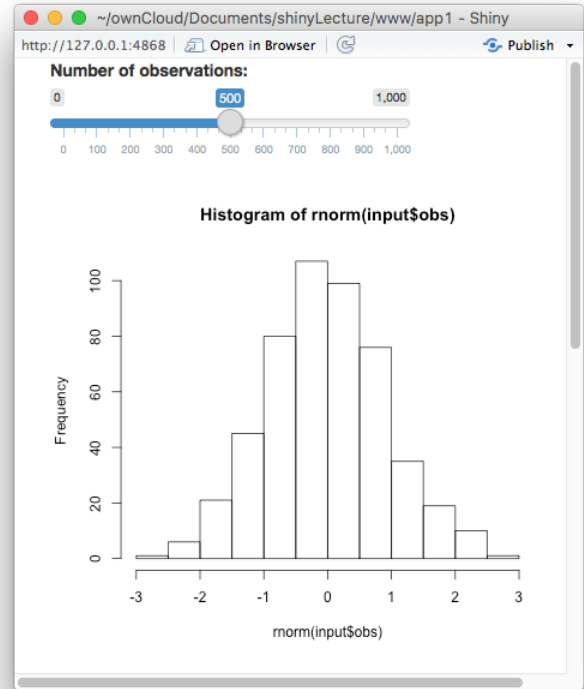 ~/ownCloud/Documents/shinyLecture/www/app1 - Shiny
http://127.0.0.1:4868 Open in Browser Publish
Number of observations:
0 500 1,000
0 100 200 300 400 500 600 700 800 900 1,000
Histogram of rnorm(input$obs)
Frequency
100
80
60
40
20
0
-3 -2 -1 0 1 2 3
rnorm(input$obs)